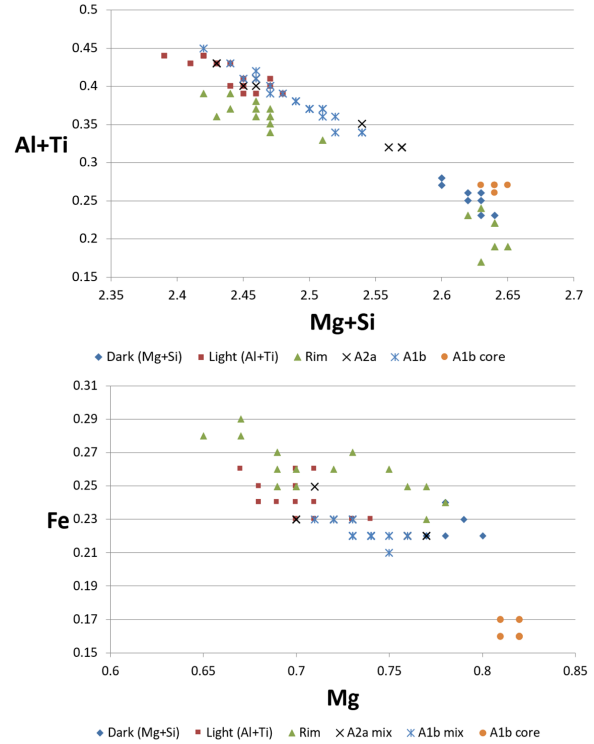 0.5
0.45
0.4
0.35
0.3
0.25
0.2
0.15
Al+Ti
2.35 2.4 2.45 2.5 2.55 2.6 2.65 2.7
Mg+Si
Dark (Mg+Si) Light (Al+Ti) Rim A2a A1b A1b core
0.31
0.29
0.27
0.25
0.23
0.21
0.19
0.17
0.15
Fe
0.6 0.65 0.7 0.75 0.8 0.85
Mg
Dark (Mg+Si) Light (Al+Ti) Rim A2a mix A1b mix A1b core